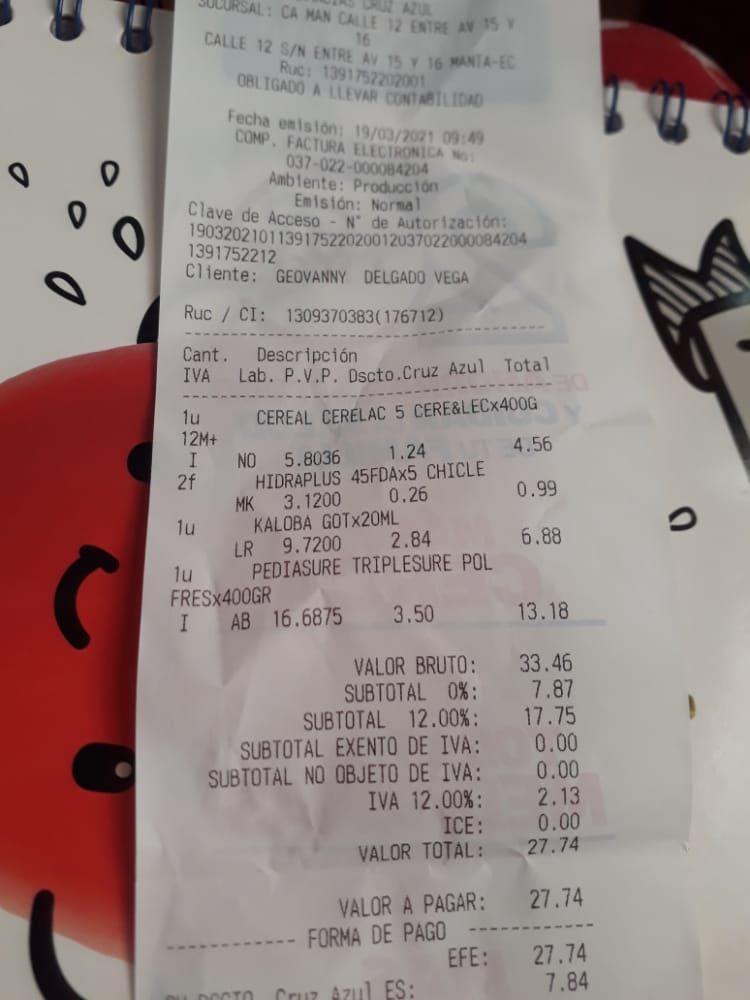 CRUZ AZUL
SUCURSAL: CA MAN CALLE 12 ENTRE AV 15 Y
16
CALLE 12 S/N ENTRE AV 15 Y 16 MANTA-EC
Ruc: 1391752202001
OBLIGADO A LLEVAR CONTABILIDAD
Fecha emisión: 19/03/2021 09:49
COMP. FACTURA ELECTRONICA No:
037-022-000084204
Ambiente: Producción
Emisión: Normal
Clave de Acceso - N° de Autorización:
190320210113917522020012037022000084204
1391752212
Cliente: GEOVANNY DELGADO VEGA
Ruc / CI: 1309370383(176712)
Cant. Descripción
IVA Lab. P.V.P. Dscto.Cruz Azul Total
1u CEREAL CERELAC 5 CERE&LECx400G
12M+
I NO 5.8036 1.24 4.56
2f HIDRAPLUS 45FDAx5 CHICLE
MK 3.1200 0.26 0.99
1u KALOBA GOTx20ML
LR 9.7200 2.84 6.88
1u PEDIASURE TRIPLESURE POL
FRESx400GR
I AB 16.6875 3.50 13.18
VALOR BRUTO: 33.46
SUBTOTAL 0%: 7.87
SUBTOTAL 12.00%: 17.75
SUBTOTAL EXENTO DE IVA: 0.00
SUBTOTAL NO OBJETO DE IVA: 0.00
IVA 12.00%: 2.13
ICE: 0.00
VALOR TOTAL: 27.74
VALOR A PAGAR: 27.74
FORMA DE PAGO
EFE: 27.74
DSCTO. Cruz Azul ES: 7.84